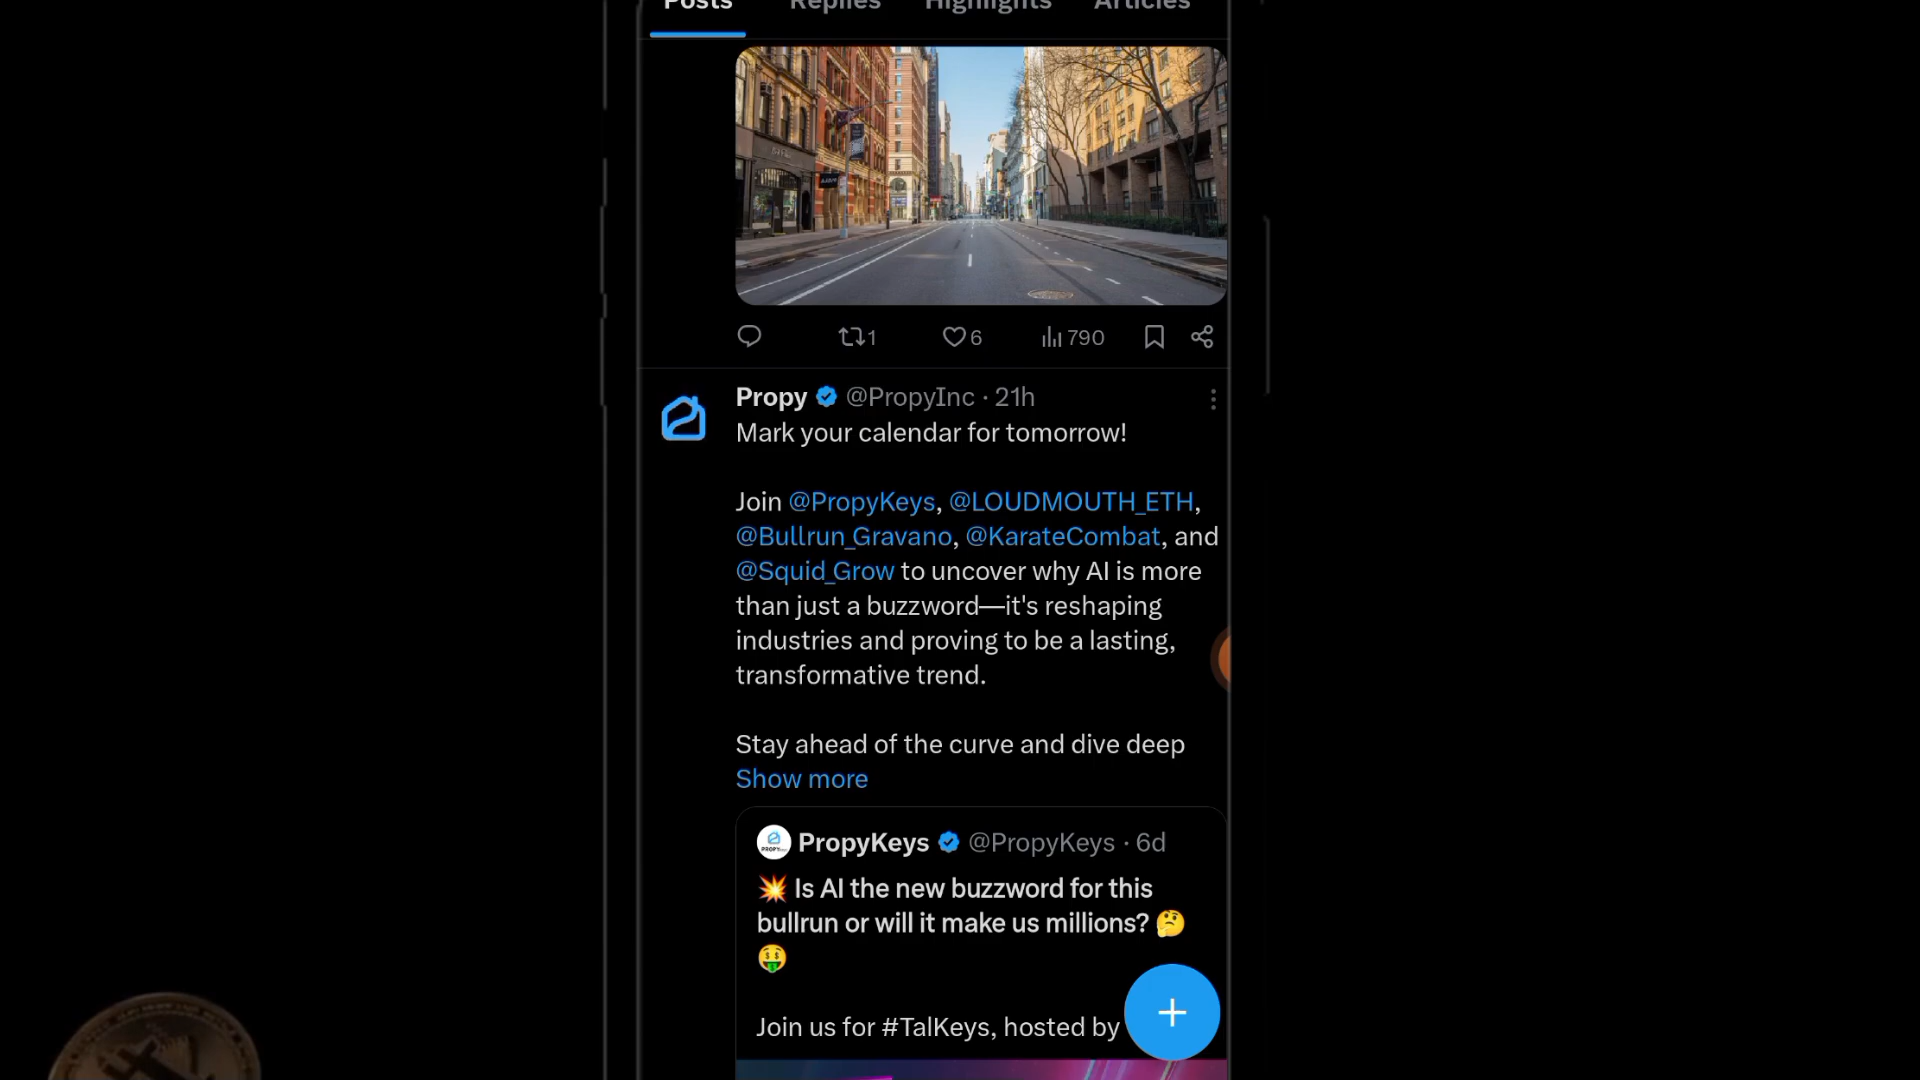 Posts Replies Highlights Articles
1 6 790
Propy @PropyInc · 21h
Mark your calendar for tomorrow!
Join @PropyKeys, @LOUDMOUTH_ETH,
@Bullrun_Gravano, @KarateCombat, and
@Squid_Grow to uncover why AI is more
than just a buzzword—it's reshaping
industries and proving to be a lasting,
transformative trend.
Stay ahead of the curve and dive deep
Show more
PropyKeys @PropyKeys · 6d
💥 Is AI the new buzzword for this
bullrun or will it make us millions? 🤔
🤑
Join us for #TalKeys, hosted by